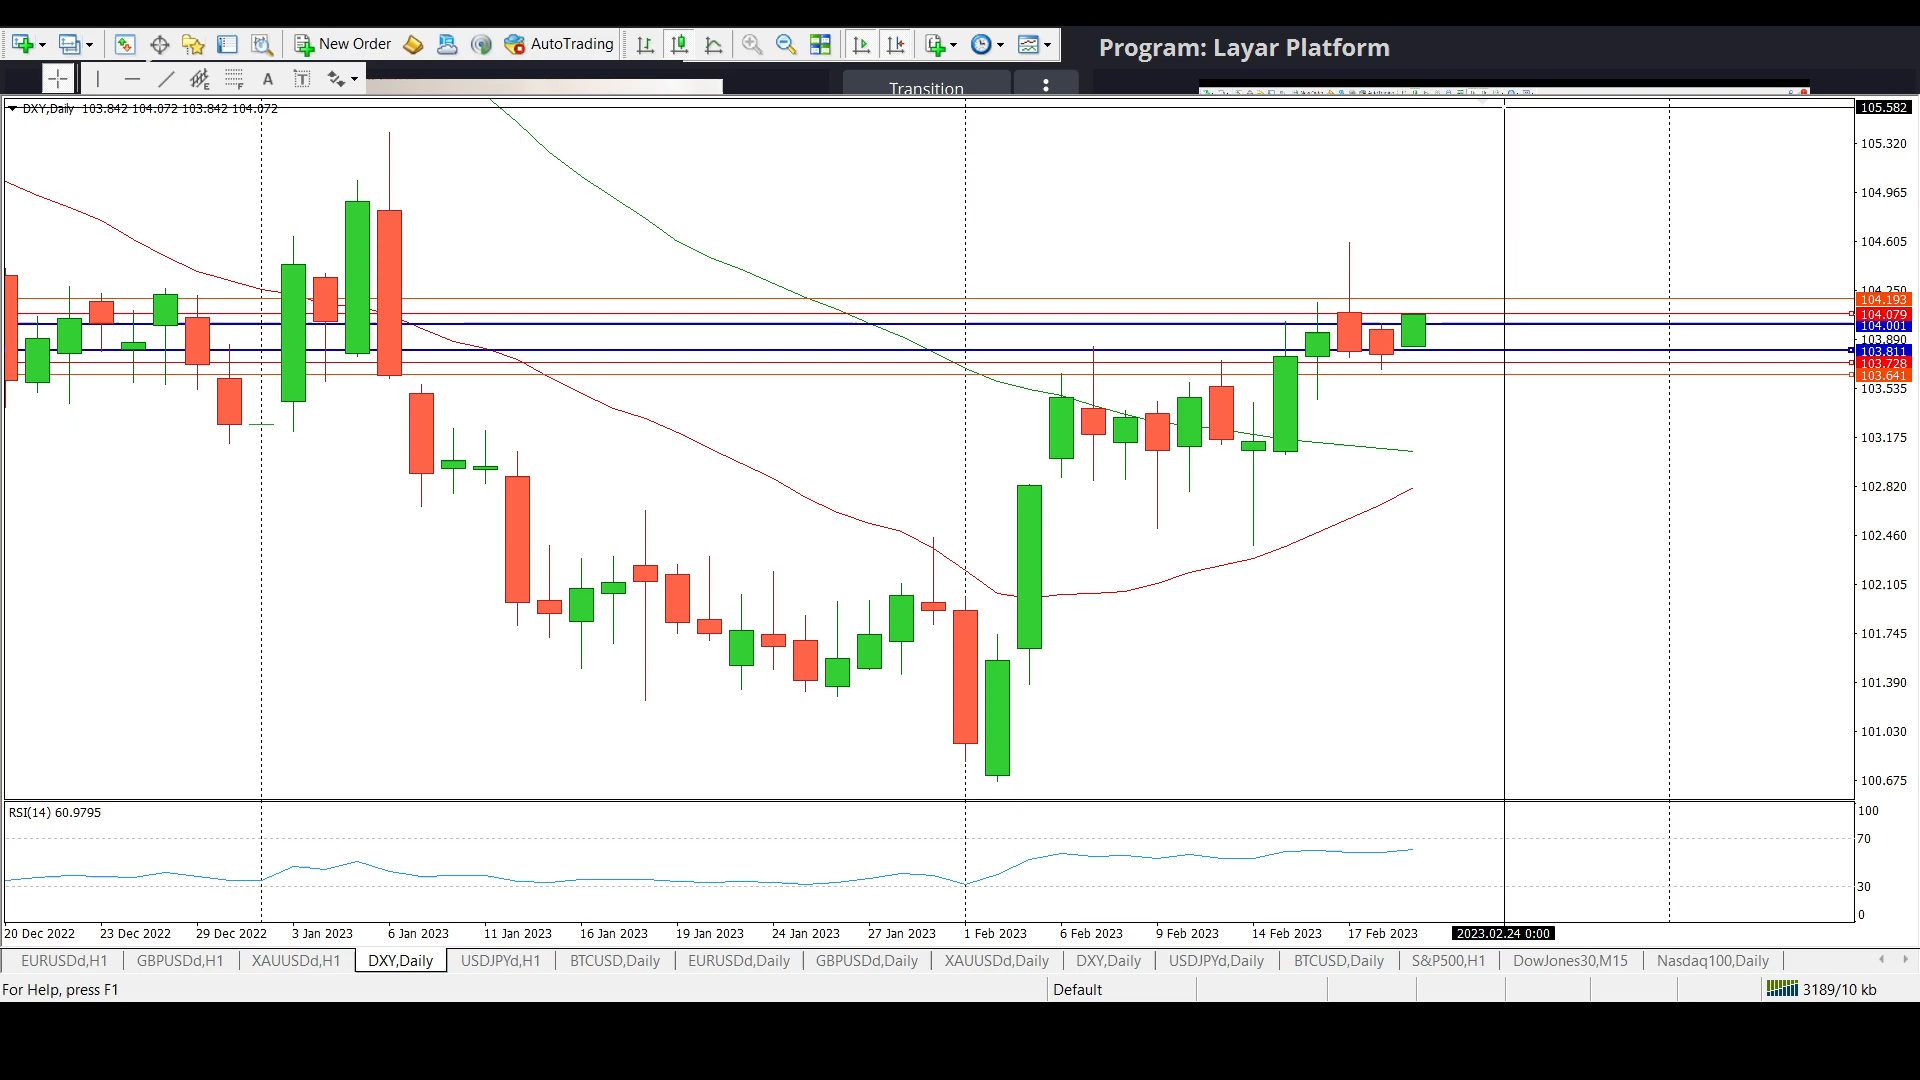 New Order
AutoTrading
Program: Layar Platform
A
T
Transition
DXY,Daily 103.842 104.072 103.842 104.072
105.582
105.320
104.965
104.605
104.250
104.193
104.079
104.001
103.890
103.811
103.728
103.641
103.535
103.175
102.820
102.460
102.105
101.745
101.390
101.030
100.675
RSI(14) 60.9795
100
70
30
0
20 Dec 2022 23 Dec 2022 29 Dec 2022 3 Jan 2023 6 Jan 2023 11 Jan 2023 16 Jan 2023 19 Jan 2023 24 Jan 2023 27 Jan 2023 1 Feb 2023 6 Feb 2023 9 Feb 2023 14 Feb 2023 17 Feb 2023 2023.02.24 0:00
EURUSDd,H1 GBPUSDd,H1 XAUUSDd,H1 DXY,Daily USDJPYd,H1 BTCUSD,Daily EURUSDd,Daily GBPUSDd,Daily XAUUSDd,Daily DXY,Daily USDJPYd,Daily BTCUSD,Daily S&P500,H1 DowJones30,M15 Nasdaq100,Daily
For Help, press F1 Default 3189/10 kb